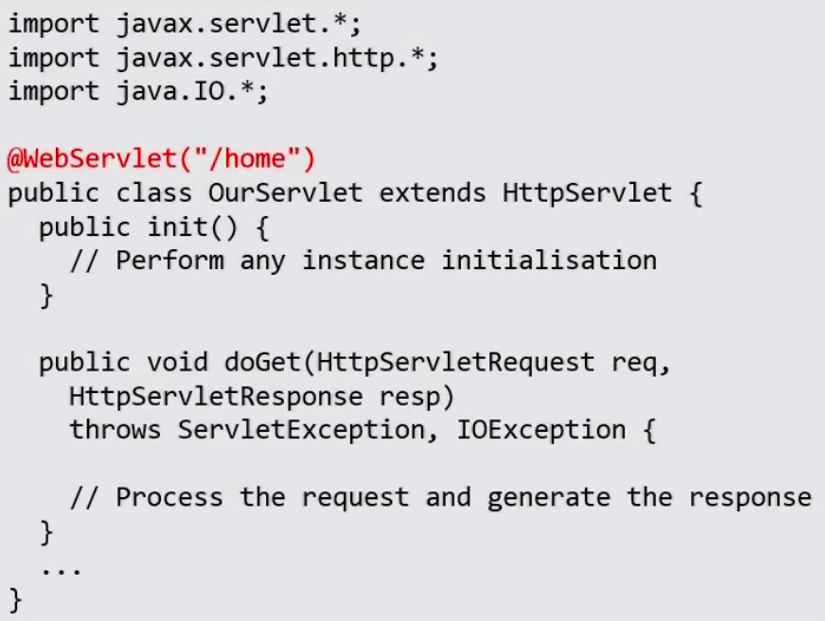 import javax.servlet.*;
import javax.servlet.http.*;
import java.IO.*;
@WebServlet("/home")
public class OurServlet extends HttpServlet {
public init() {
// Perform any instance initialisation
}
public void doGet(HttpServletRequest req,
HttpServletResponse resp)
throws ServletException, IOException {
// Process the request and generate the response
}
...
}